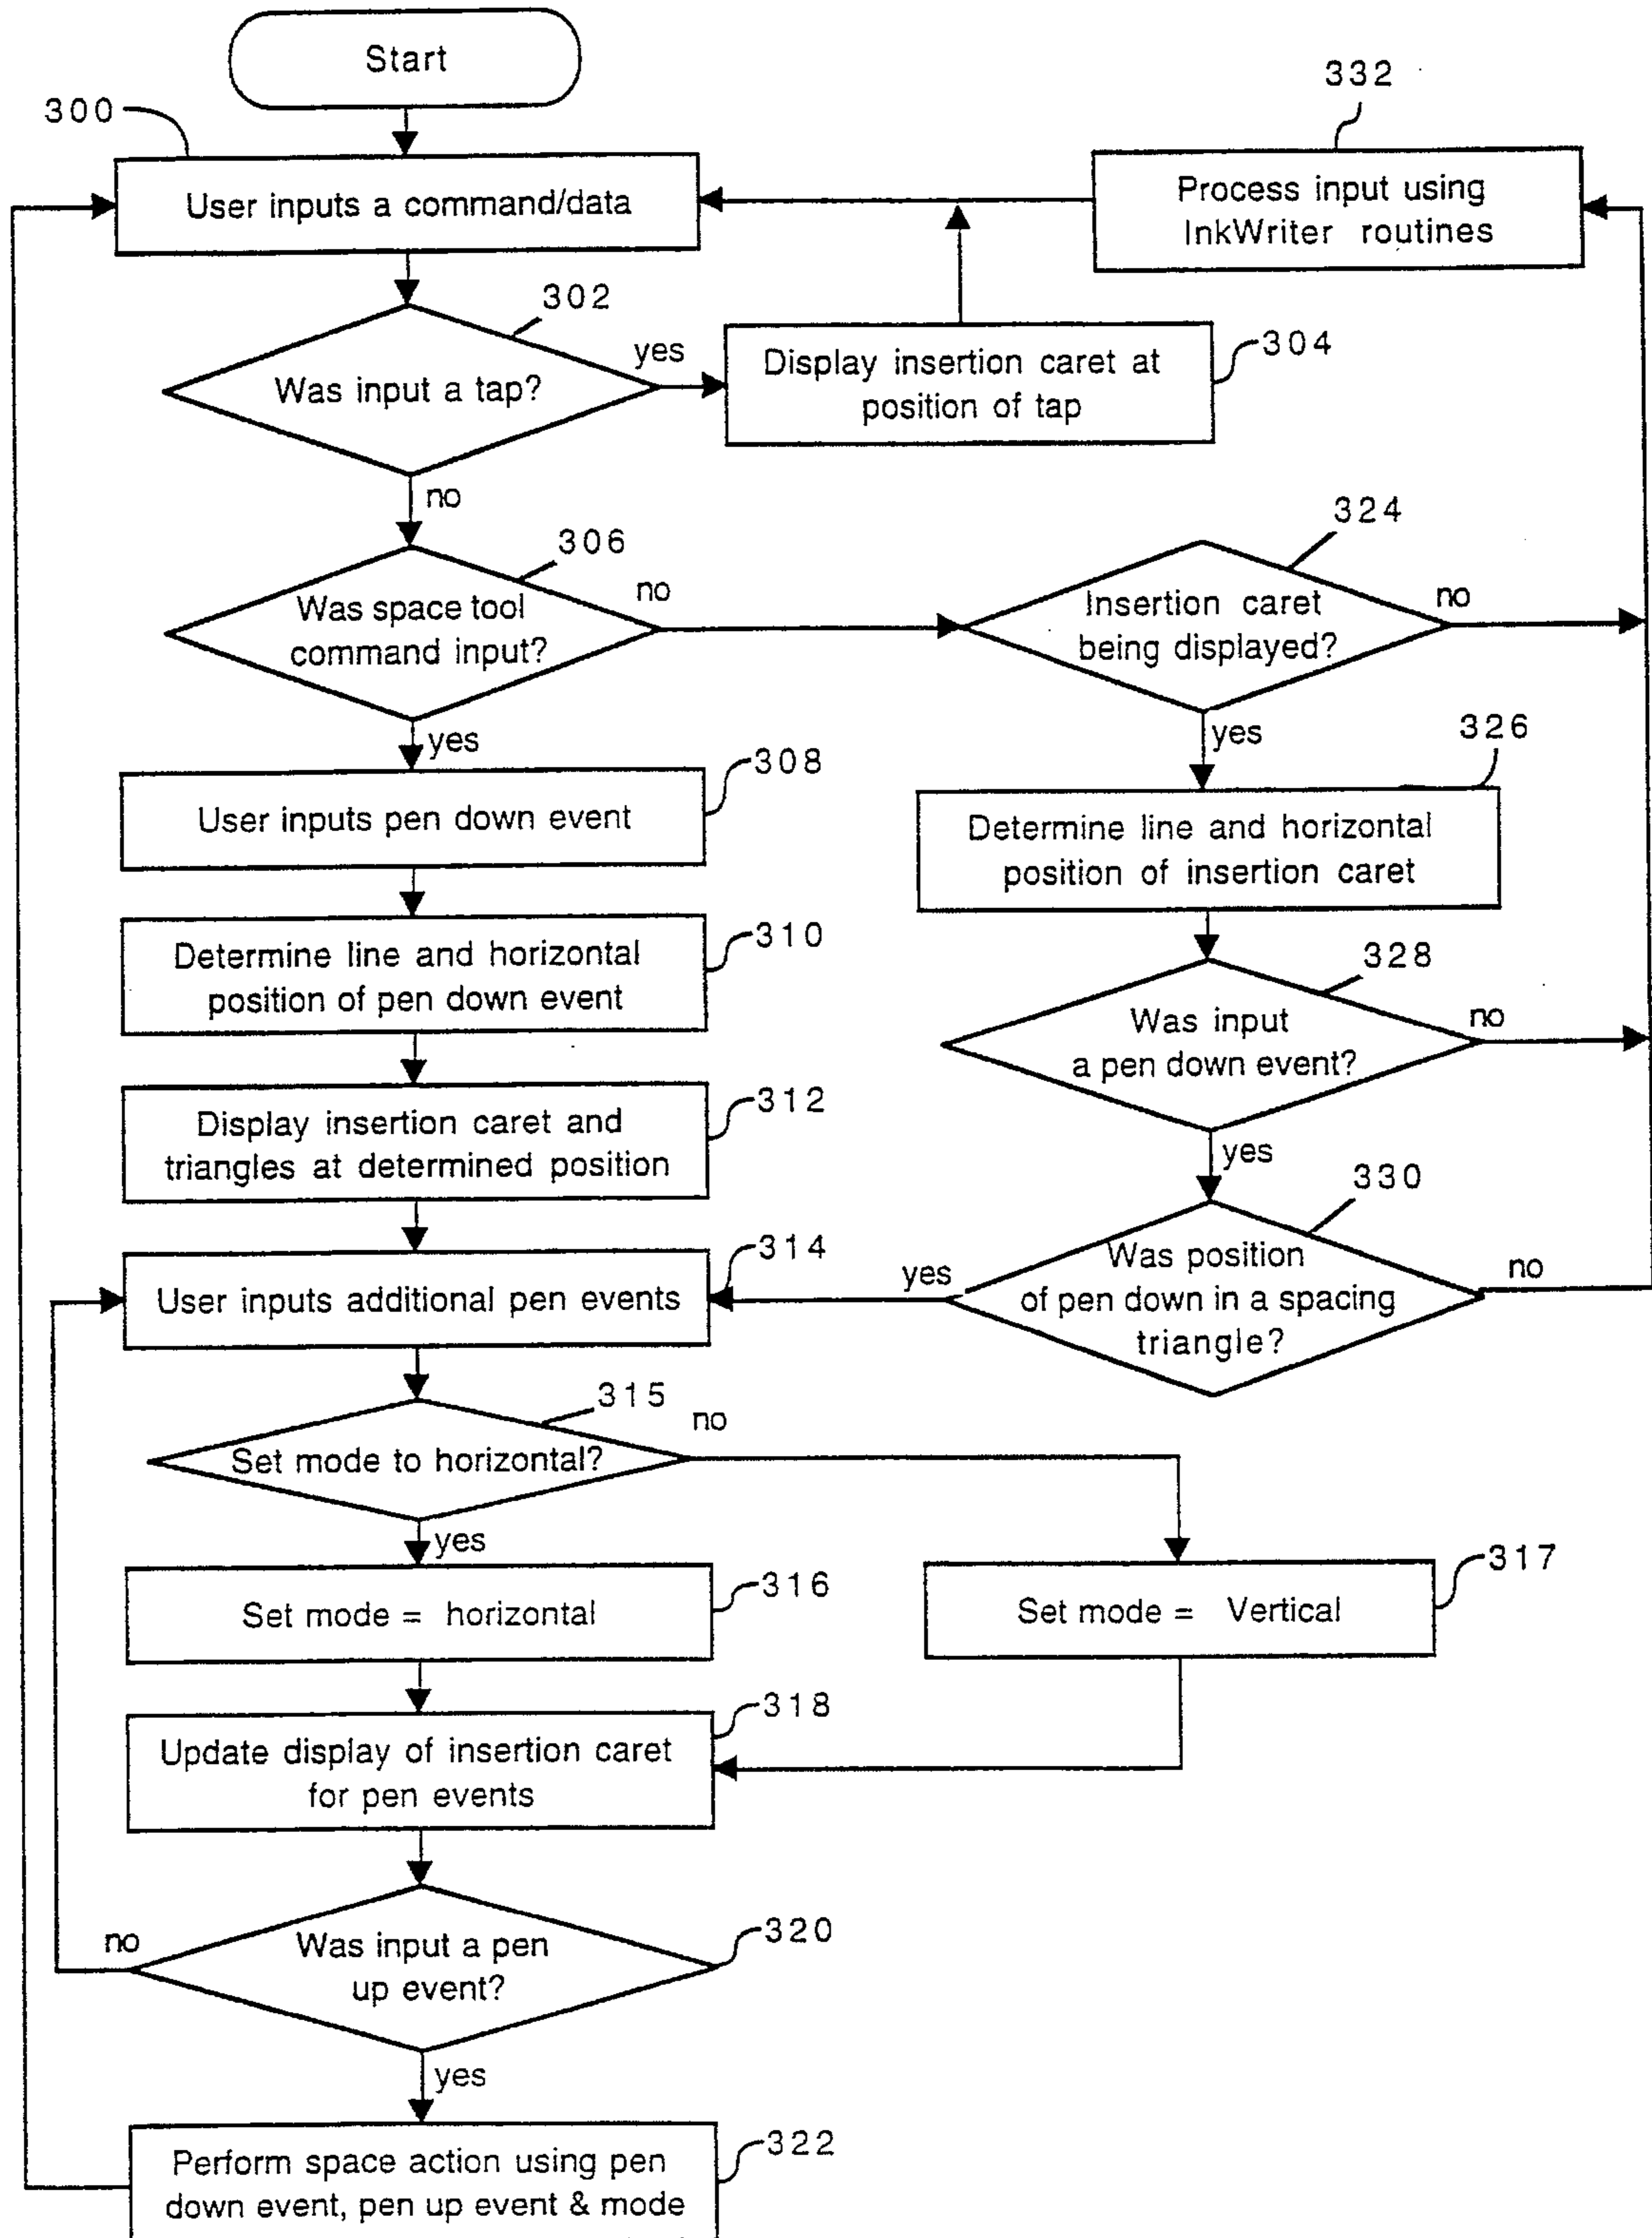 Start
300
332
User inputs a command/data
Process input using
InkWriter routines
302
yes
304
Was input a tap?
Display insertion caret at
position of tap
no
306
no
324
no
Was space tool
command input?
Insertion caret
being displayed?
yes
yes
326
308
User inputs pen down event
Determine line and horizontal
position of insertion caret
310
Determine line and horizontal
position of pen down event
328
no
Was input
a pen down event?
312
Display insertion caret and
triangles at determined position
yes
330
314
User inputs additional pen events
yes
Was position
of pen down in a spacing
triangle?
no
315
no
Set mode to horizontal?
yes
316
Set mode = horizontal
317
Set mode = Vertical
318
Update display of insertion caret
for pen events
320
no
Was input a pen
up event?
yes
322
Perform space action using pen
down event, pen up event & mode